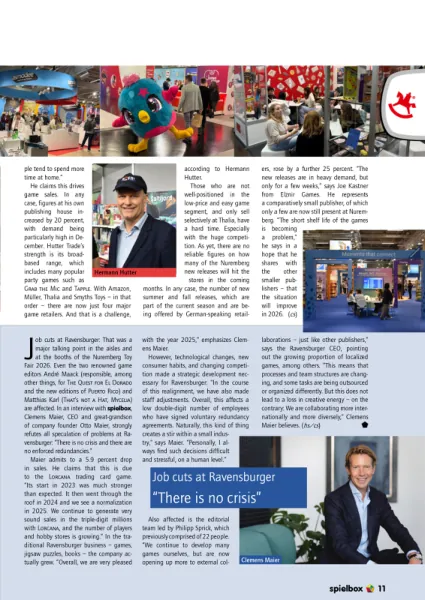 ple tend to spend more
time at home."
He claims this drives
game sales. In any
case, figures at his own
publishing house in-
creased by 20 percent,
with demand being
particularly high in De-
cember. Hutter Trade's
strength is its broad-
based range, which
includes many popular
party games such as
GIMA THE MIC and TAPPLE. With Amazon,
Müller, Thalia and Smyths Toys – in that
order – there are now just four major
game retailers. And that is a challenge,
Hermann Hutter
according to Hermann
Hutter.
Those who are not
well-positioned in the
low-price and easy game
segment, and only sell
selectively at Thalia, have
a hard time. Especially
with the huge competi-
tion. As yet, there are no
reliable figures on how
many of the Nuremberg
new releases will hit the
stores in the coming
months. In any case, the number of new
summer and fall releases, which are
part of the current season and are be-
ing offered by German-speaking retail-
ers, rose by a further 25 percent. "The
new releases are in heavy demand, but
only for a few weeks," says Joe Kastner
from Elznir Games. He represents
a comparatively small publisher, of which
only a few are now still present at Nurem-
berg. "The short shelf life of the games
is becoming
a problem,"
he says in a
hope that he
shares with
the other
smaller pub-
lishers – that
the situation
will improve
in 2026. (cs)
Moments that connect
Job cuts at Ravensburger: That was a
major talking point in the aisles and
at the booths of the Nuremberg Toy
Fair 2026. Even the two renowned game
editors André Maack (responsible, among
other things, for THE QUEST FOR EL DORADO
and the new editions of PUERTO RICO) and
Matthias Karl (THAT'S NOT A HAT, MYCELIA)
are affected. In an interview with spielbox,
Clemens Maier, CEO and great-grandson
of company founder Otto Maier, strongly
refutes all speculation of problems at Ra-
vensburger: "There is no crisis and there are
no enforced redundancies."
Maier admits to a 5.9 percent drop
in sales. He claims that this is due
to the LORCANA trading card game.
"Its start in 2023 was much stronger
than expected. It then went through the
roof in 2024 and we see a normalization
in 2025. We continue to generate very
sound sales in the triple-digit millions
with LORCANA, and the number of players
and hobby stores is growing." In the tra-
ditional Ravensburger business – games,
jigsaw puzzles, books – the company ac-
tually grew. "Overall, we are very pleased
with the year 2025," emphasizes Clem-
ens Maier.
However, technological changes, new
consumer habits, and changing competi-
tion made a strategic development nec-
essary for Ravensburger. "In the course
of this realignment, we have also made
staff adjustments. Overall, this affects a
low double-digit number of employees
who have signed voluntary redundancy
agreements. Naturally, this kind of thing
creates a stir within a small indus-
try," says Maier. "Personally, I al-
ways find such decisions difficult
and stressful, on a human level."
Job cuts at Ravensburger
"There is no crisis"
Also affected is the editorial
team led by Philipp Sprick, which
previously comprised of 22 people.
"We continue to develop many
games ourselves, but are now
opening up more to external col-
laborations – just like other publishers,"
says the Ravensburger CEO, pointing
out the growing proportion of localized
games, among others. "This means that
processes and team structures are chang-
ing, and some tasks are being outsourced
or organized differently. But this does not
lead to a loss in creative energy – on the
contrary. We are collaborating more inter-
nationally and more diversely," Clemens
Maier believes. (hs/cs)
Clemens Maier
spielbox 11